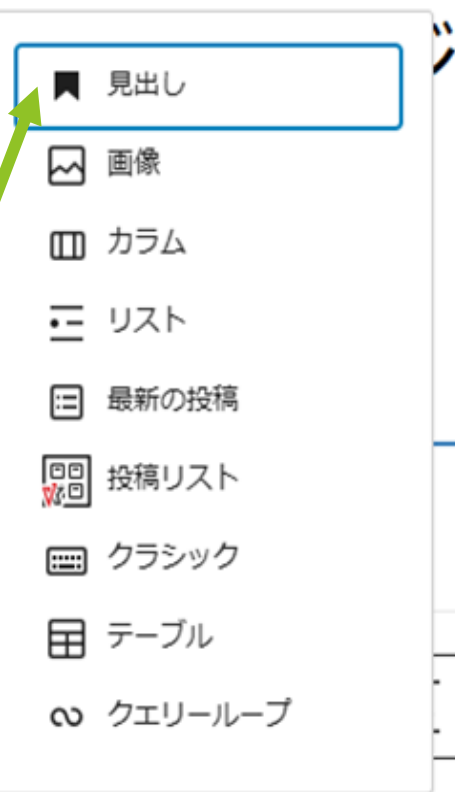 見出し
画像
カラム
リスト
最新の投稿
投稿リスト
クラシック
テーブル
クエリーループ